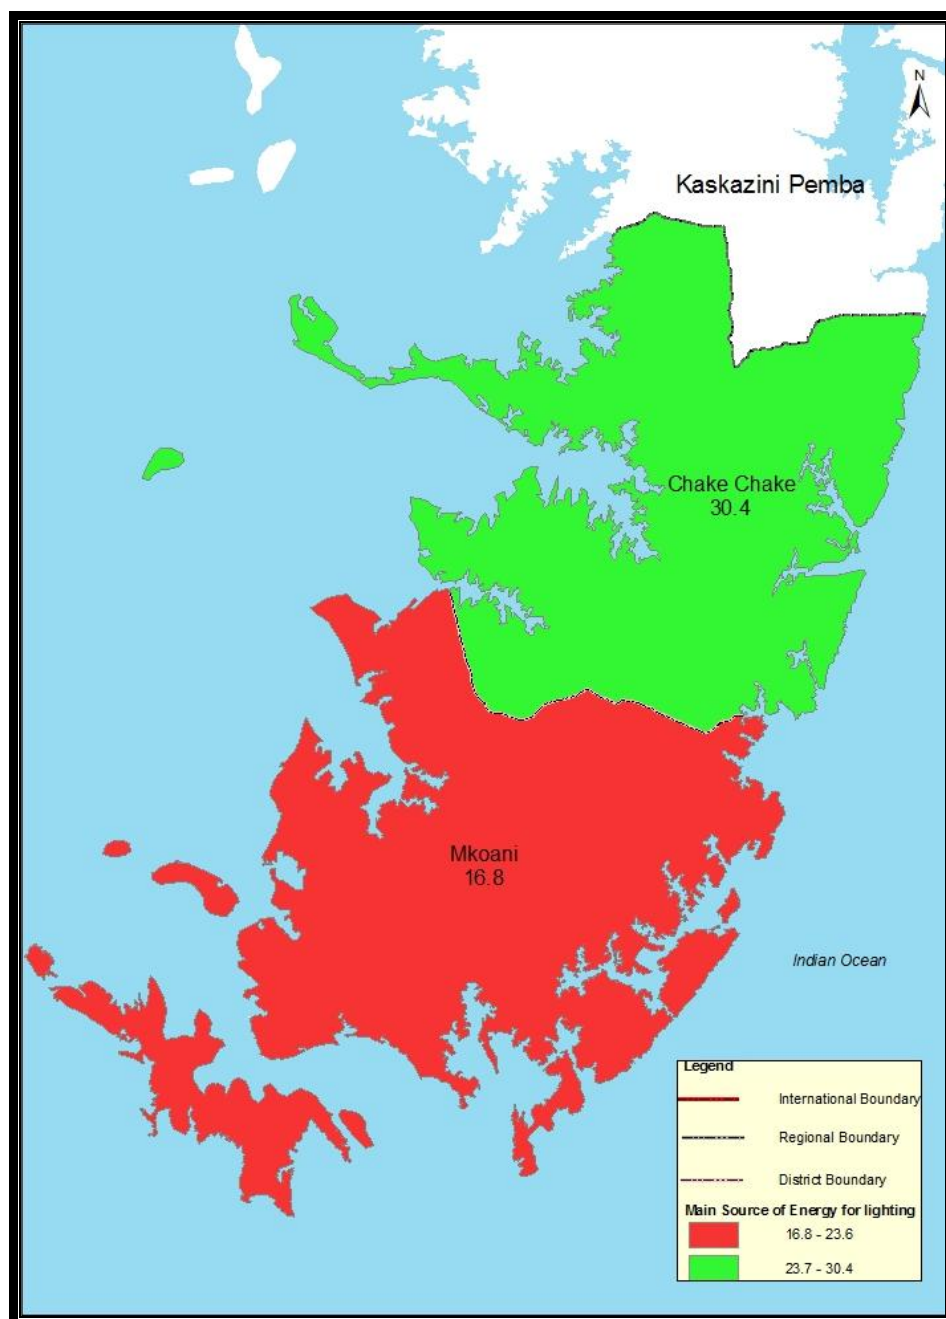 N
Kaskazini Pemba
Chake Chake
30.4
Mkoani
16.8
Indian Ocean
Legend
International Boundary
Regional Boundary
District Boundary
Main Source of Energy for lighting
16.8 - 23.6
23.7 - 30.4